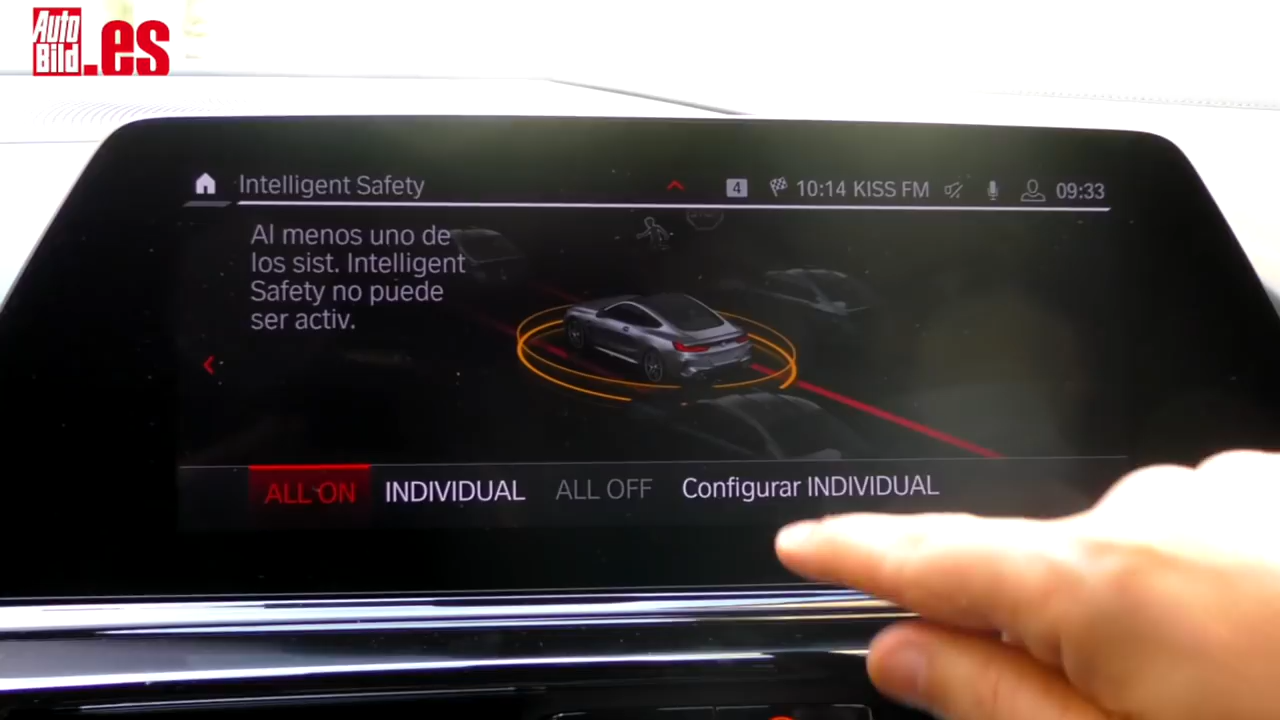 Auto
Bild
.es
Intelligent Safety
4
10:14 KISS FM
09:33
Al menos uno de
los sist. Intelligent
Safety no puede
ser activ.
ALL ON
INDIVIDUAL
ALL OFF
Configurar INDIVIDUAL